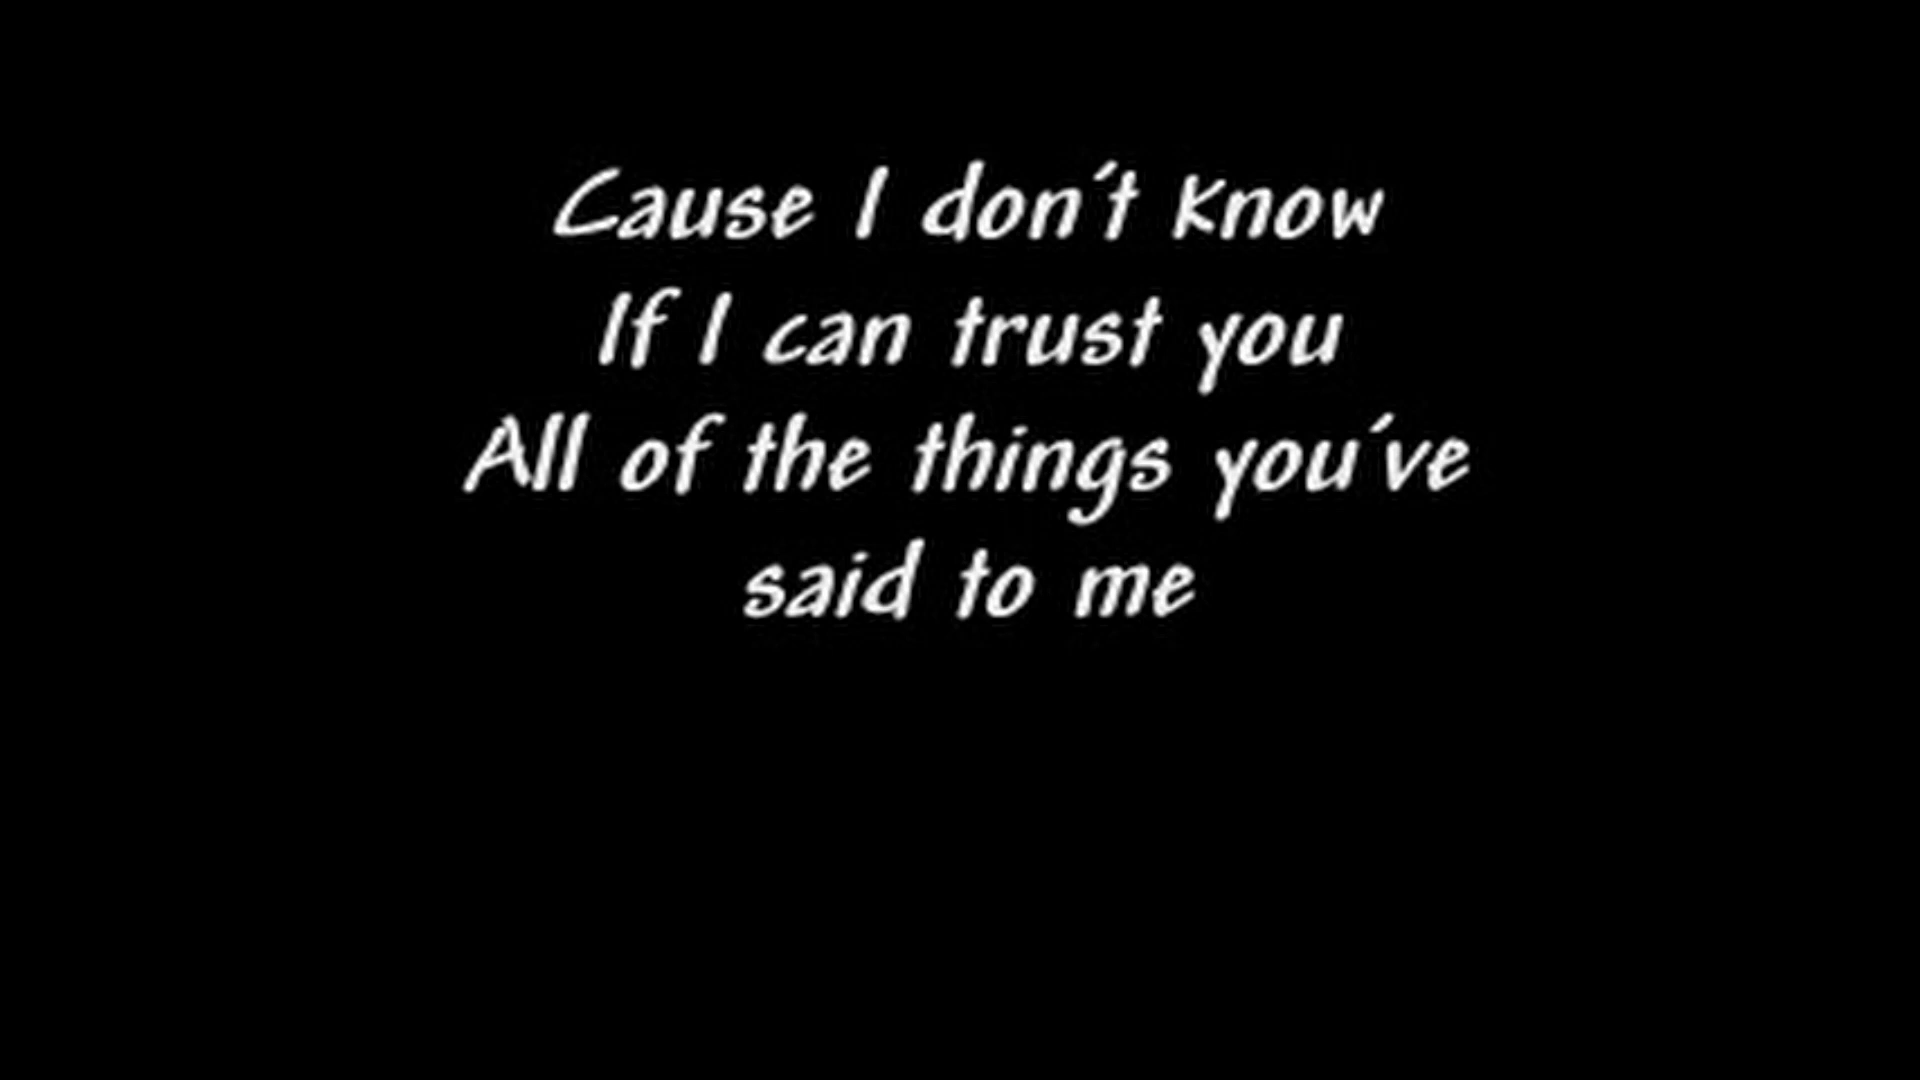 Cause I don't know
If I can trust you
All of the things you've
said to me